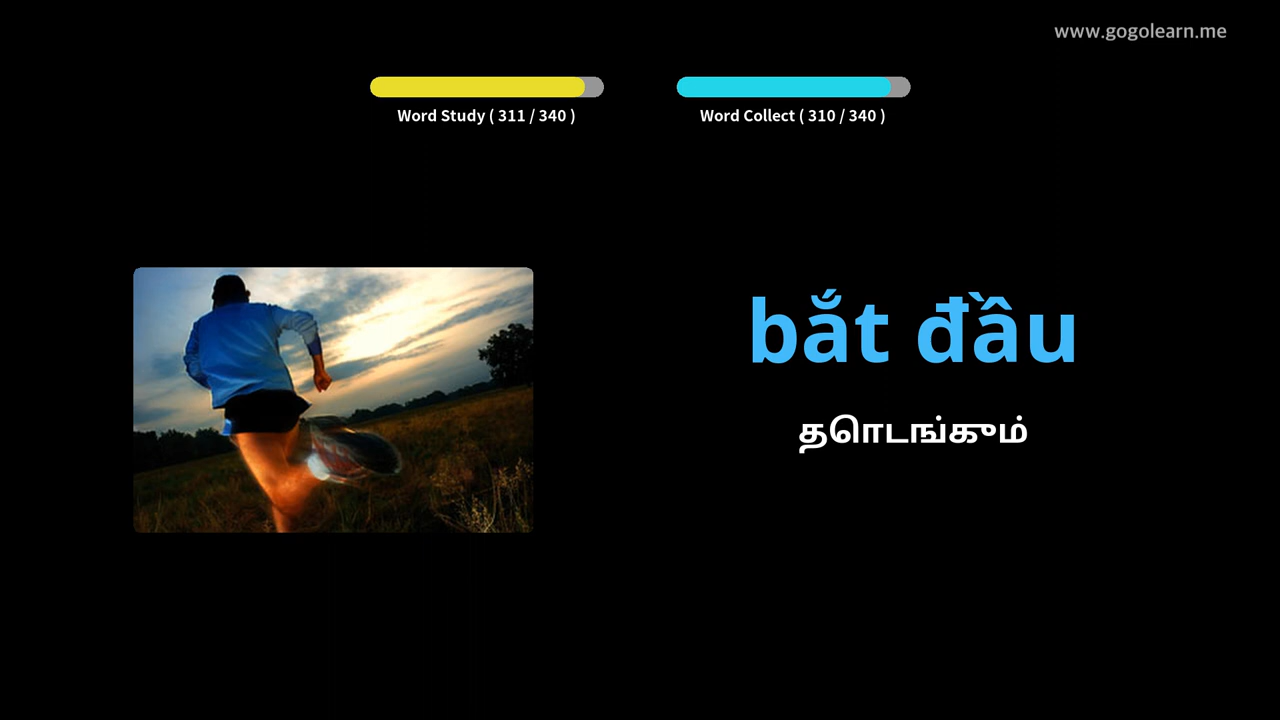 www.gogolearn.me
Word Study ( 311 / 340 )
Word Collect ( 310 / 340 )
bắt đầu
தொடங்கும்